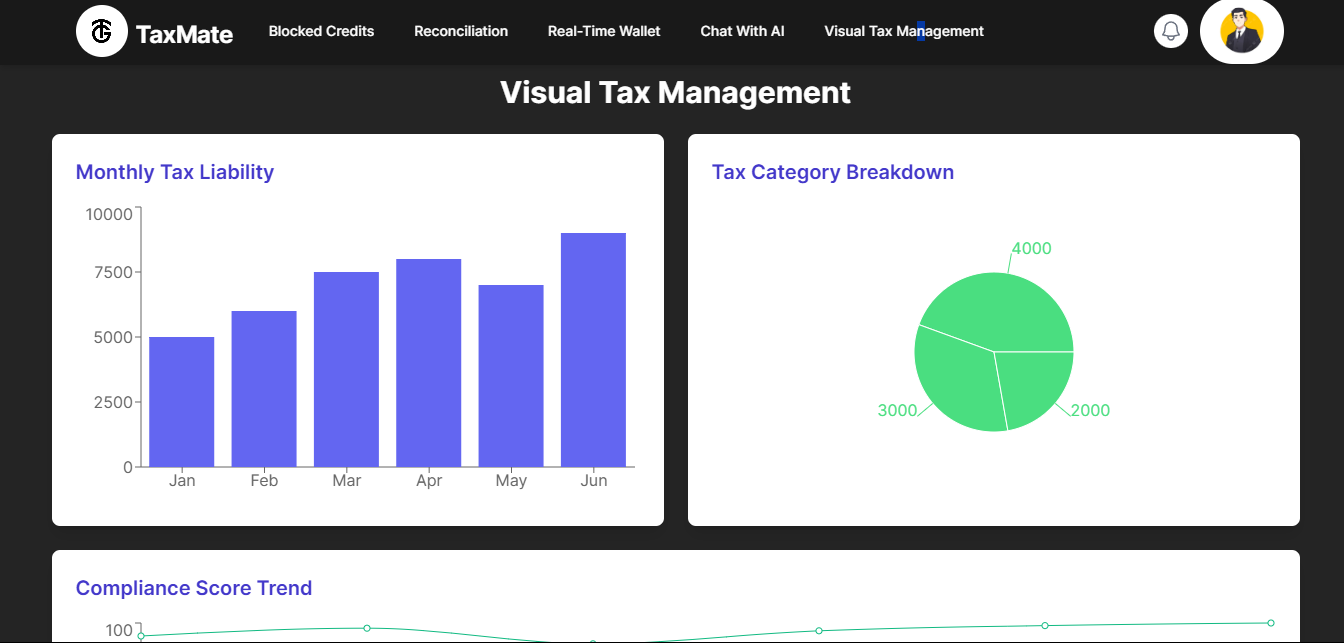 TaxMate Blocked Credits Reconciliation Real-Time Wallet Chat With AI Visual Tax Management
Visual Tax Management
Monthly Tax Liability
10000
7500
5000
2500
0
Jan Feb Mar Apr May Jun
Tax Category Breakdown
4000
3000
2000
Compliance Score Trend
100